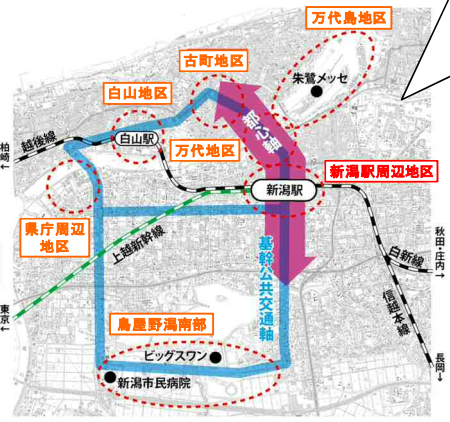 万代島地区
古町地区
朱鷺メッセ
白山地区
都心軸
柏崎
越後線
白山駅
万代地区
新潟駅周辺地区
新潟駅
県庁周辺
地区
上越新幹線
基幹公共交通軸
秋田・庄内
白新線
信越本線
東京
鳥屋野潟南部
ビッグスワン
新潟市民病院
長岡